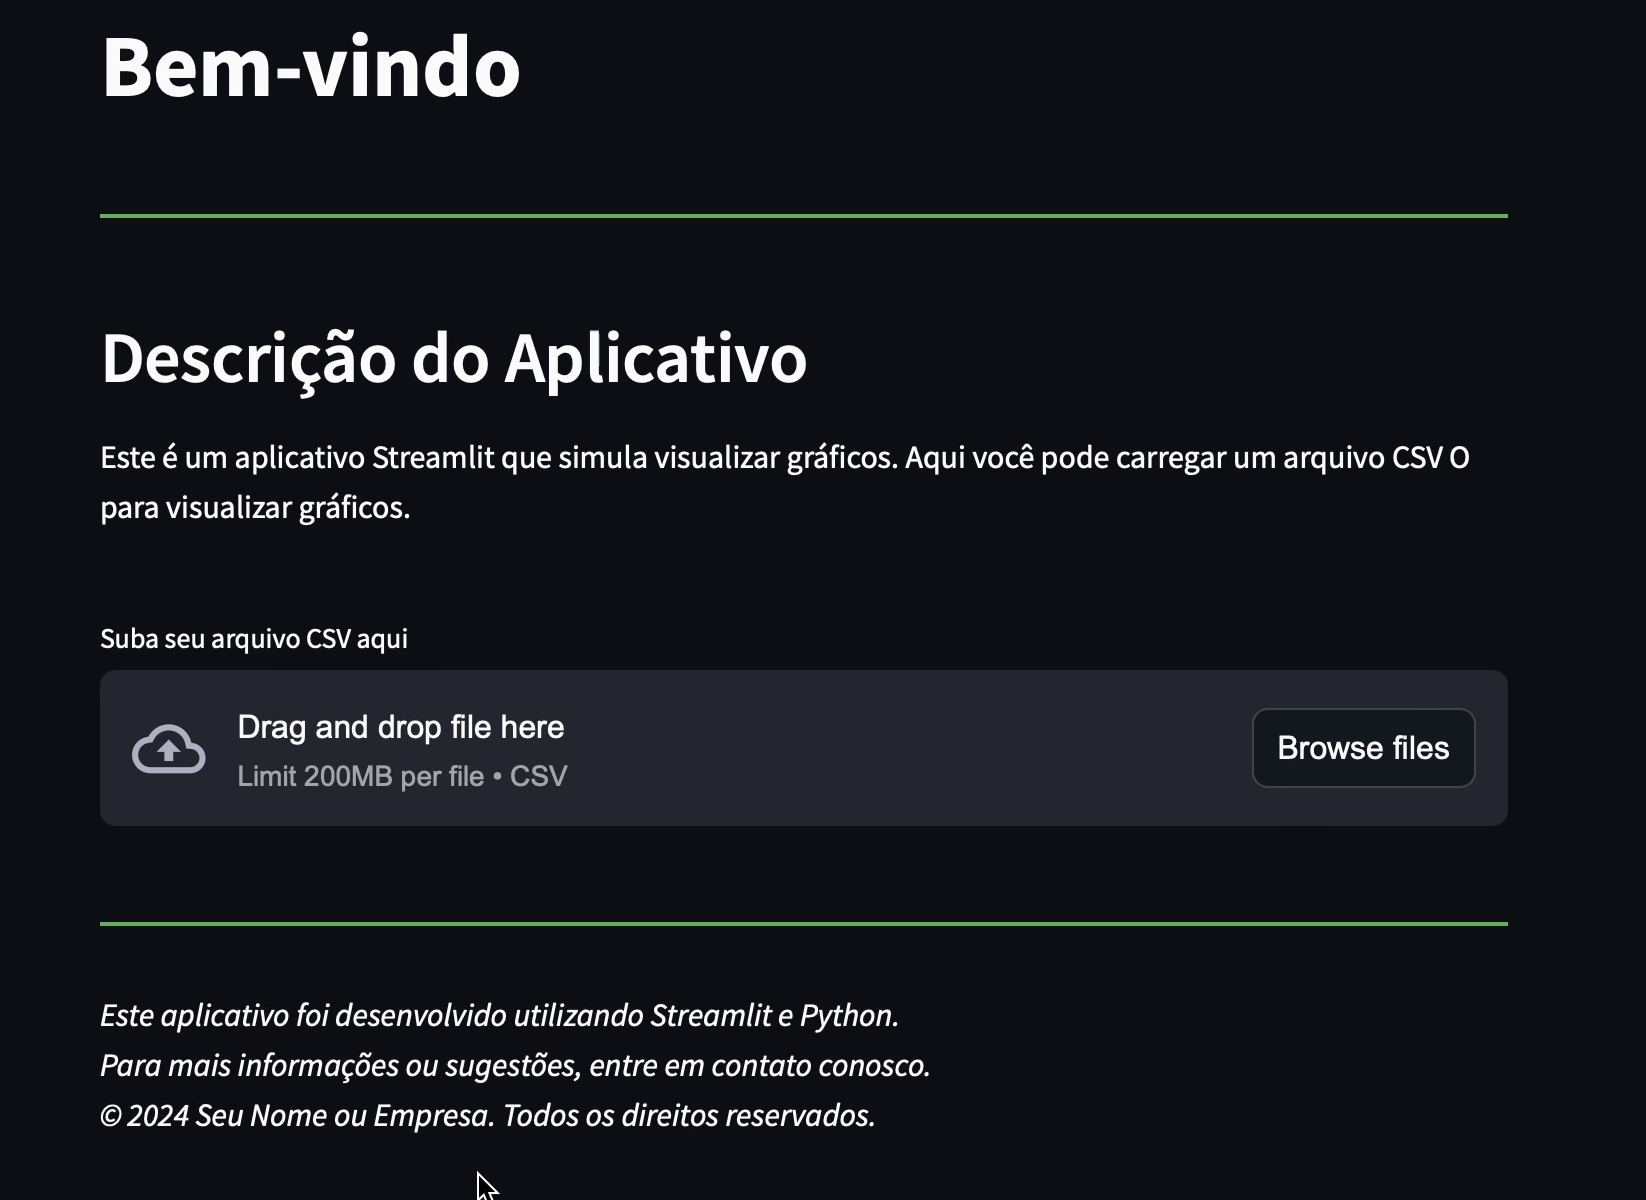 Bem-vindo
Descrição do Aplicativo
Este é um aplicativo Streamlit que simula visualizar gráficos. Aqui você pode carregar um arquivo CSV O
para visualizar gráficos.
Suba seu arquivo CSV aqui
Drag and drop file here
Limit 200MB per file • CSV
Browse files
Este aplicativo foi desenvolvido utilizando Streamlit e Python.
Para mais informações ou sugestões, entre em contato conosco.
© 2024 Seu Nome ou Empresa. Todos os direitos reservados.